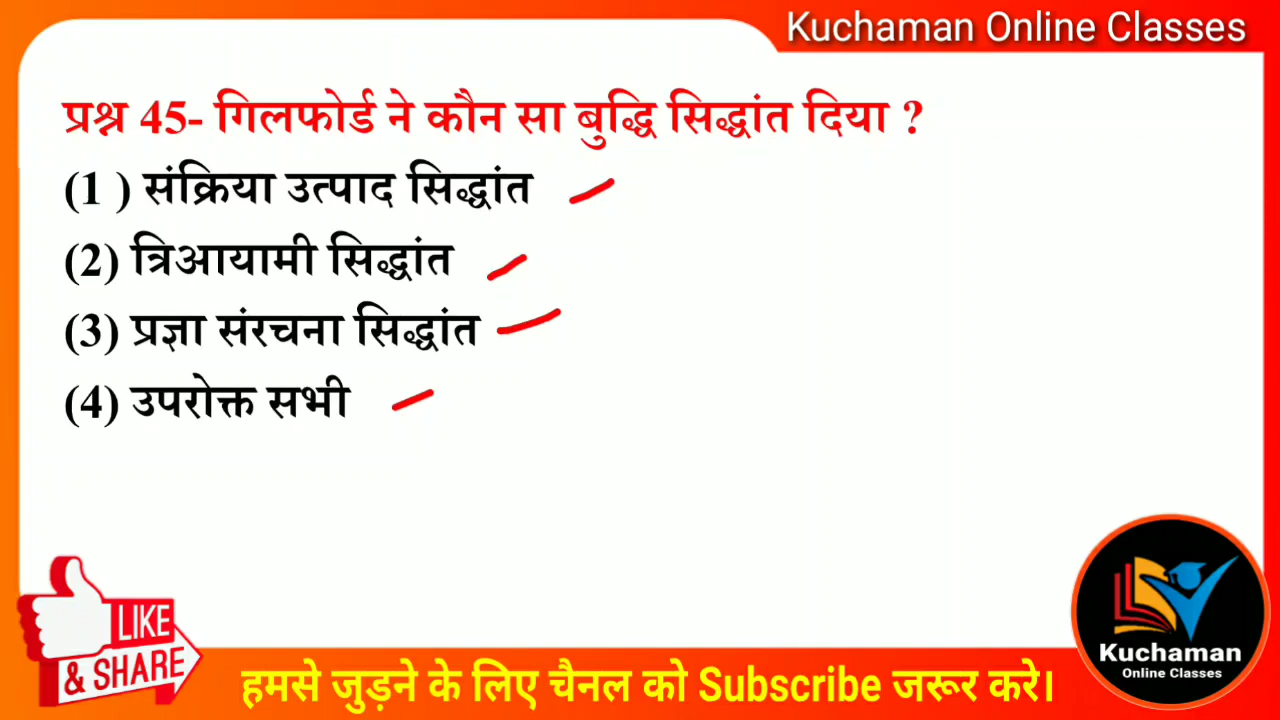 Kuchaman Online Classes
प्रश्न 45- गिलफोर्ड ने कौन सा बुद्धि सिद्धांत दिया ?
(1 ) संक्रिया उत्पाद सिद्धांत
(2) त्रिआयामी सिद्धांत
(3) प्रज्ञा संरचना सिद्धांत
(4) उपरोक्त सभी
LIKE
& SHARE
हमसे जुड़ने के लिए चैनल को Subscribe जरूर करे।
Kuchaman
Online Classes